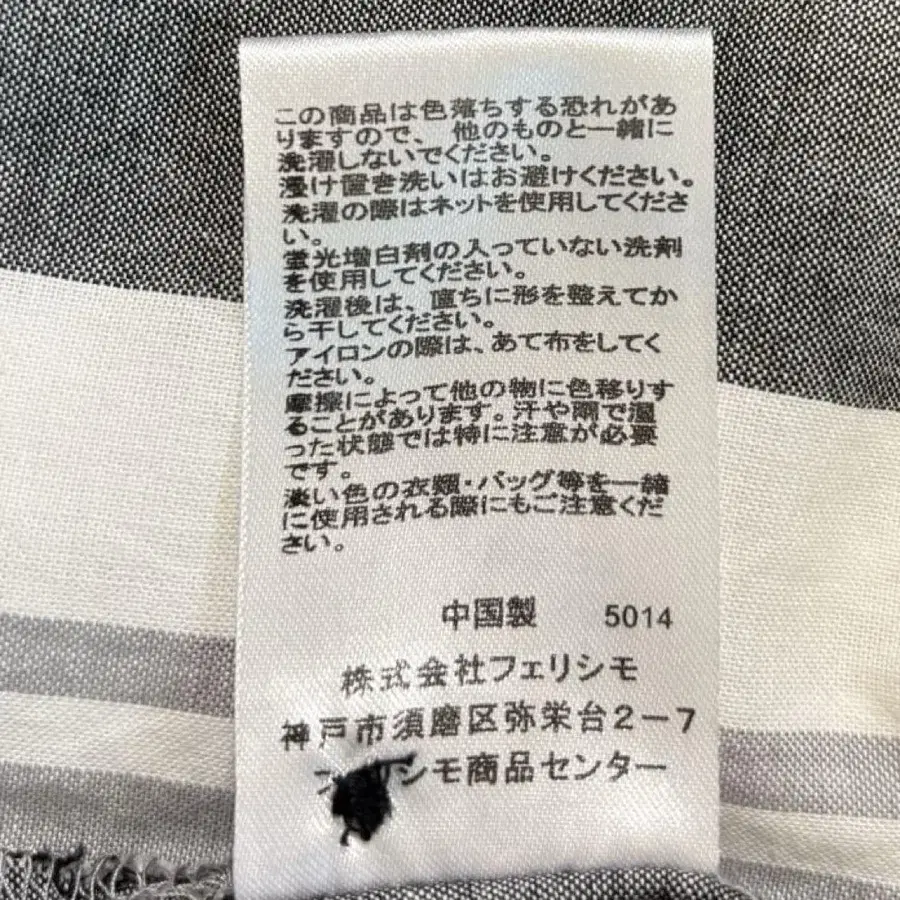 この商品は色落ちする恐れがあ
りますので、他のものと一緒に
洗濯しないでください。
浸け置き洗いはお避けください。
洗濯の際はネットを使用してくださ
い。
蛍光増白剤の入っていない洗剤
を使用してください。
洗濯後は、直ちに形を整えてか
ら干してください。
アイロンの際は、あて布をしてく
ださい。
摩擦によって他の物に色移りす
ることがあります。汗や雨で湿
った状態では特に注意が必要
です。
淡い色の衣類・バッグ等を一緒
に使用される際にもご注意くだ
さい。
中国製 5014
株式会社フェリシモ
神戸市須磨区弥栄台2-7
フェリシモ商品センター